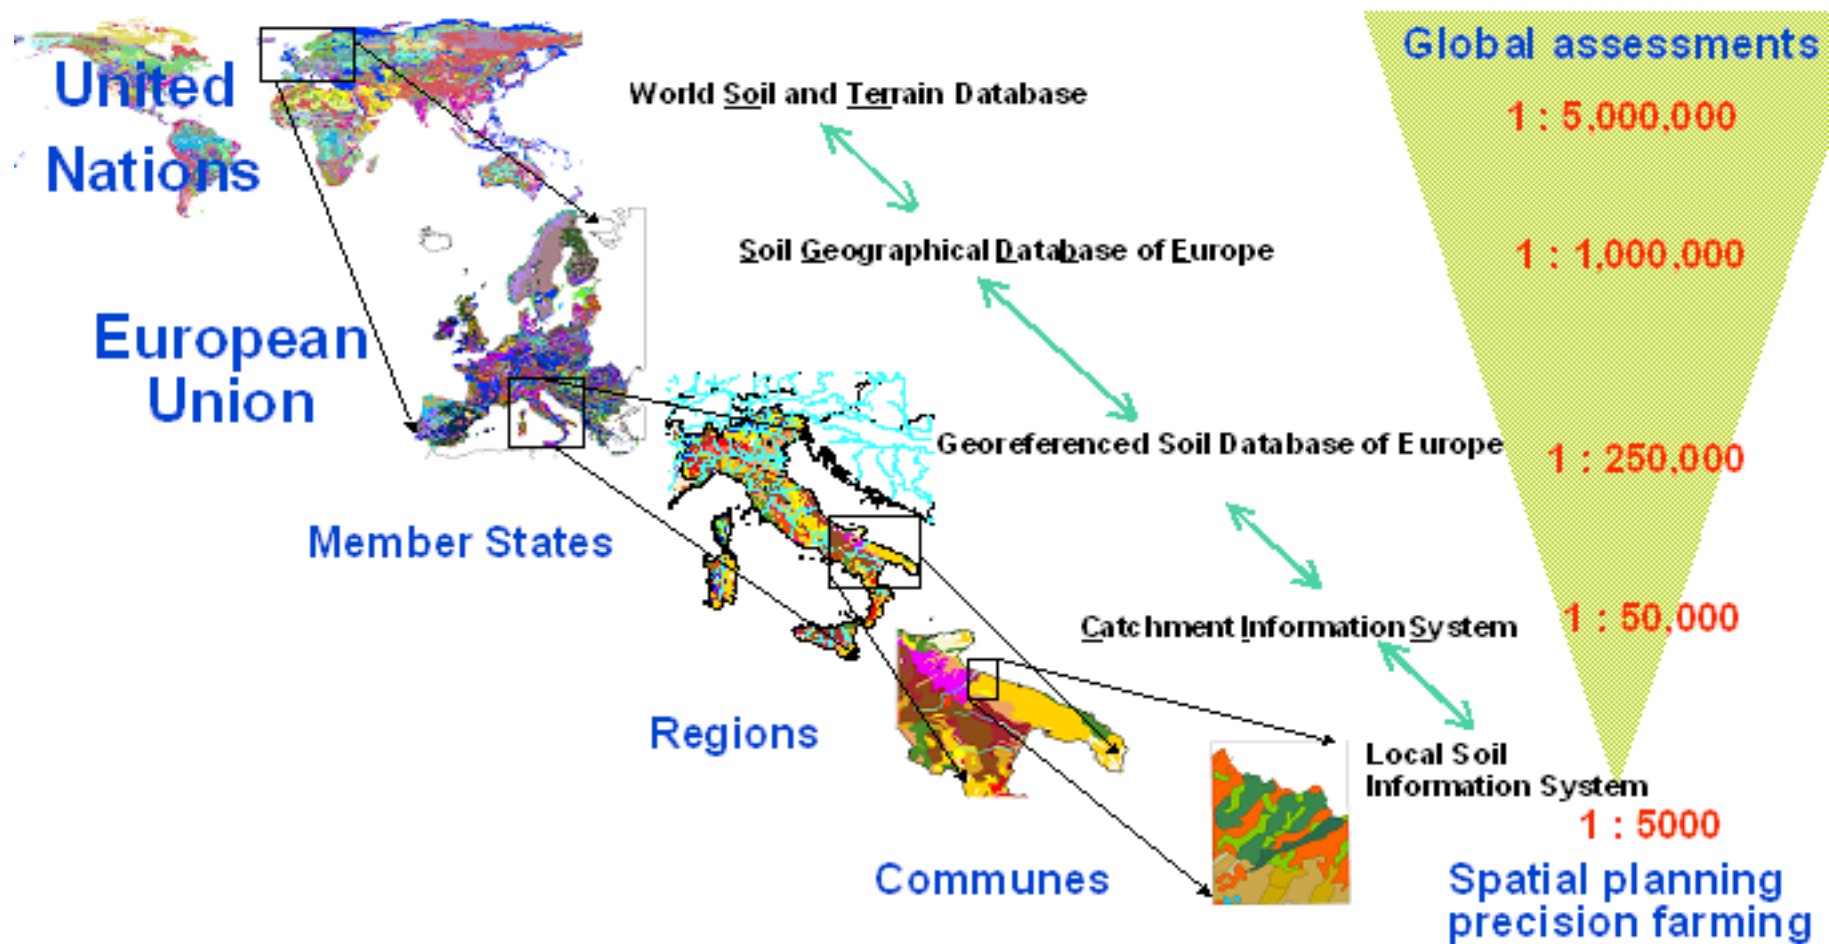 United
Nations
World Soil and Terrain Database
Global assessments
1 : 5,000,000
Soil Geographical Database of Europe
1 : 1,000,000
European
Union
Georeferenced Soil Database of Europe
1 : 250,000
Member States
Catchment Information System
1 : 50,000
Regions
Local Soil
Information System
1 : 5000
Communes
Spatial planning
precision farming